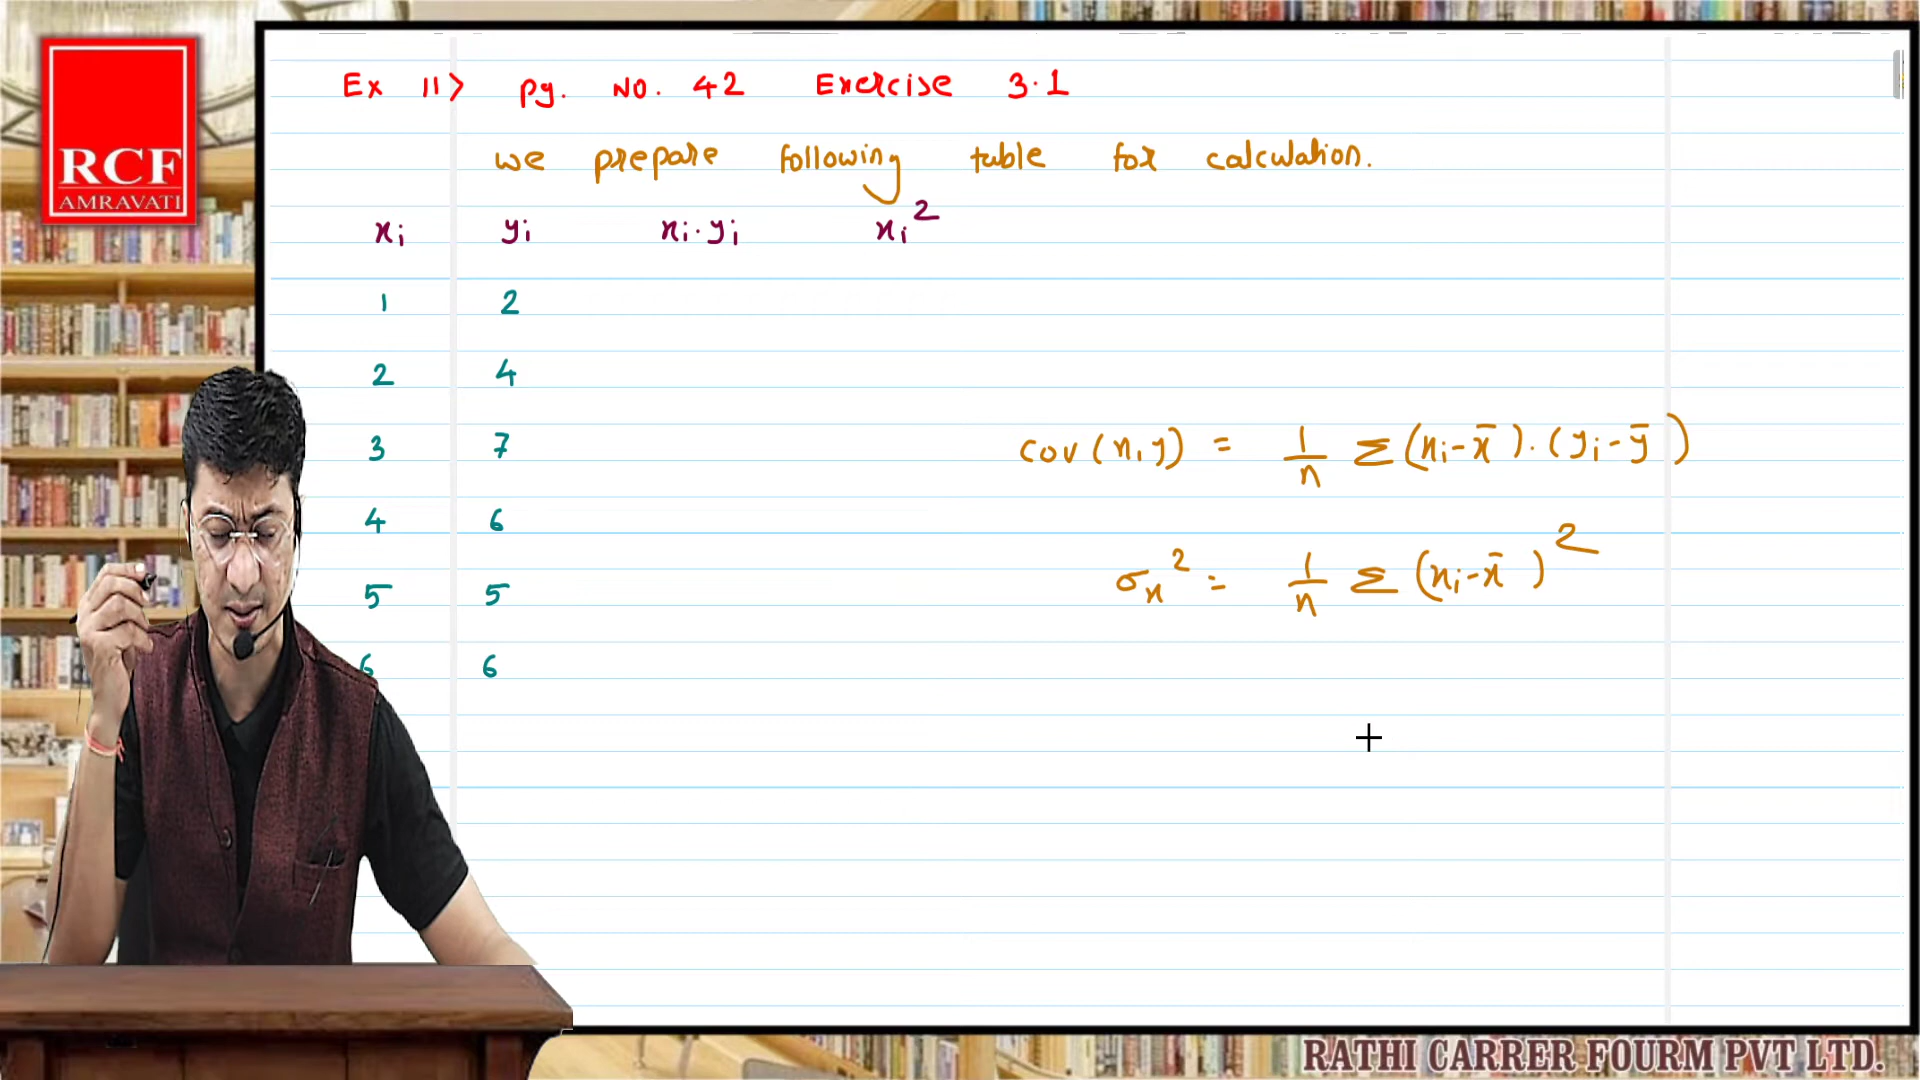 RCF
AMRAVATI
Ex 11> pg. No. 42 Exercise 3.1
we prepare following table for calculation.
xi yi xi.yi xi²
1 2
2 4
3 7
4 6
5 5
6 6
cov(x,y) = 1/n Σ(xi-x̄).(yi-ȳ)
σx² = 1/n Σ(xi-x̄)²
RATHI CARRER FOURM PVT LTD.